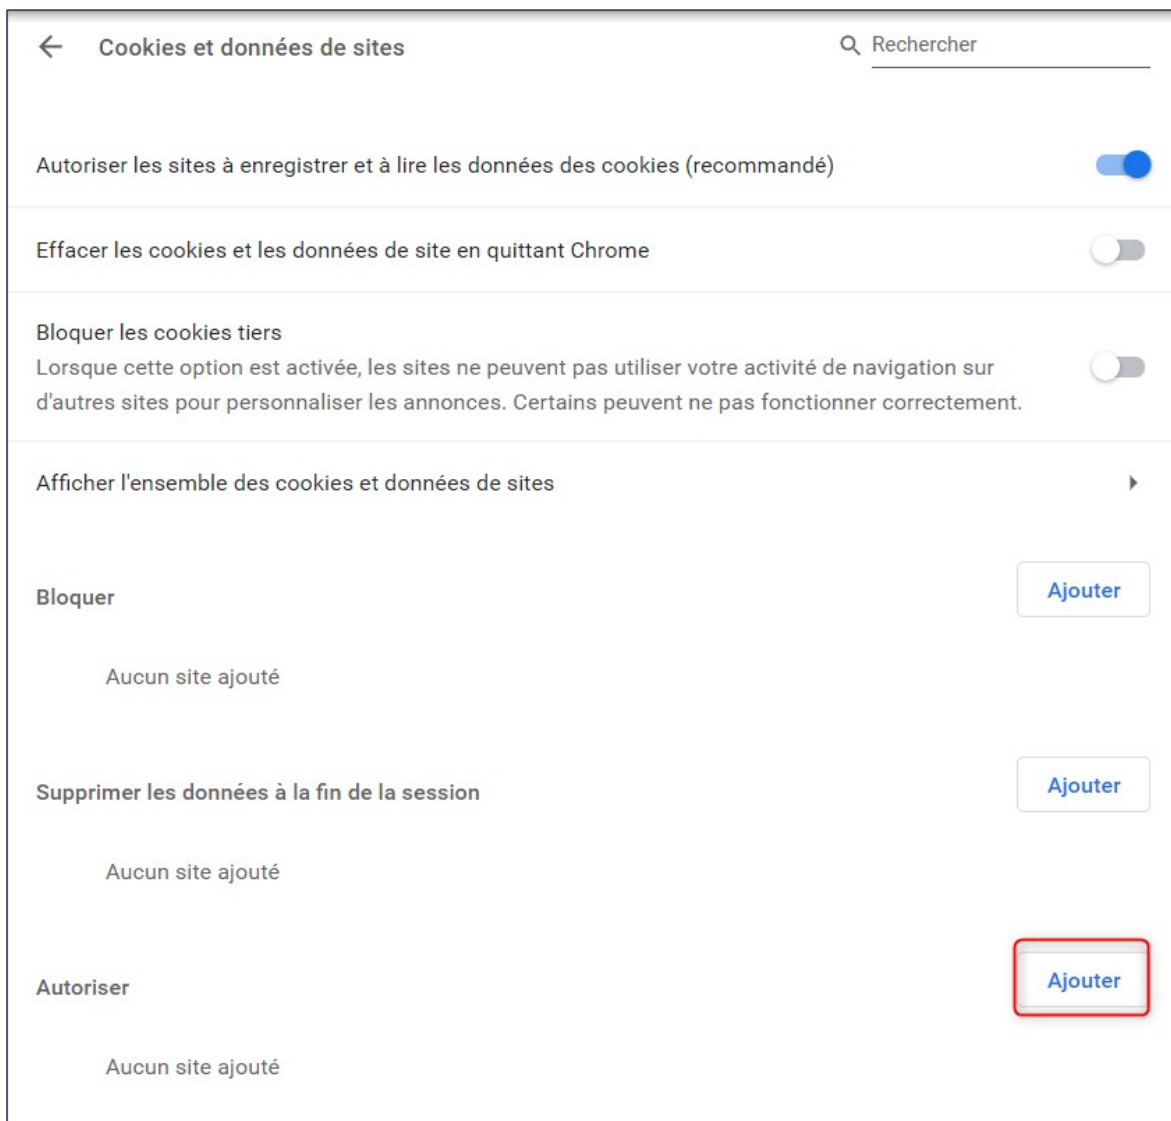 Cookies et données de sites
Rechercher
Autoriser les sites à enregistrer et à lire les données des cookies (recommandé)
Effacer les cookies et les données de site en quittant Chrome
Bloquer les cookies tiers
Lorsque cette option est activée, les sites ne peuvent pas utiliser votre activité de navigation sur
d'autres sites pour personnaliser les annonces. Certains peuvent ne pas fonctionner correctement.
Afficher l'ensemble des cookies et données de sites
Bloquer
Ajouter
Aucun site ajouté
Supprimer les données à la fin de la session
Ajouter
Aucun site ajouté
Autoriser
Ajouter
Aucun site ajouté